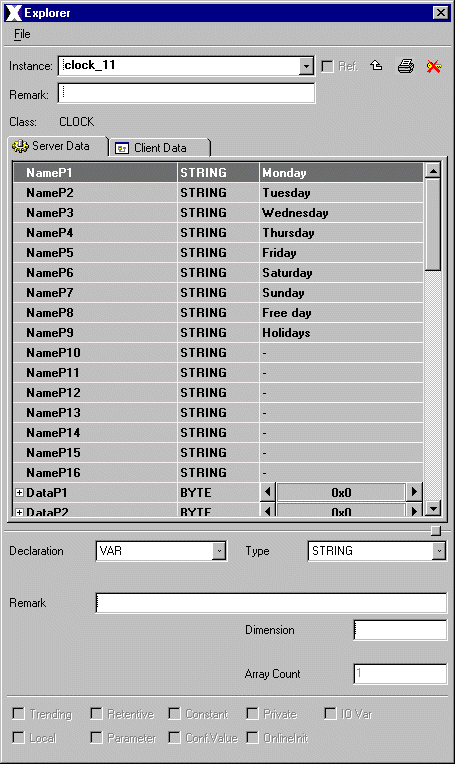 Explorer
File
Instance: clock_11 Ref.
Remark:
Class: CLOCK
Server Data Client Data
NameP1 STRING Monday
NameP2 STRING Tuesday
NameP3 STRING Wednesday
NameP4 STRING Thursday
NameP5 STRING Friday
NameP6 STRING Saturday
NameP7 STRING Sunday
NameP8 STRING Free day
NameP9 STRING Holidays
NameP10 STRING -
NameP11 STRING -
NameP12 STRING -
NameP13 STRING -
NameP14 STRING -
NameP15 STRING -
NameP16 STRING -
DataP1 BYTE 0x0
DataP2 BYTE 0x0
Declaration VAR Type STRING
Remark
Dimension
Array Count 1
Trending Retentive Constant Private IO Var
Local Parameter Conf.Value OnlineInit